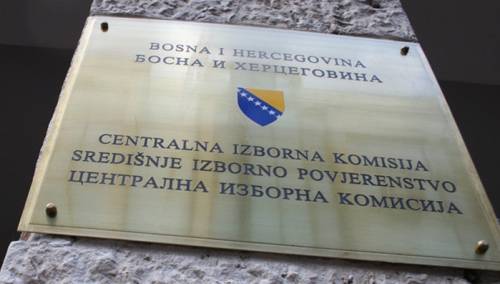 BOSNA I HERCEGOVINA
БОСНА И ХЕРЦЕГОВИНА
CENTRALNA IZBORNA KOMISIJA
SREDIŠNJE IZBORNO POVJERENSTVO
ЦЕНТРАЛНА ИЗБОРНА КОМИСИЈА